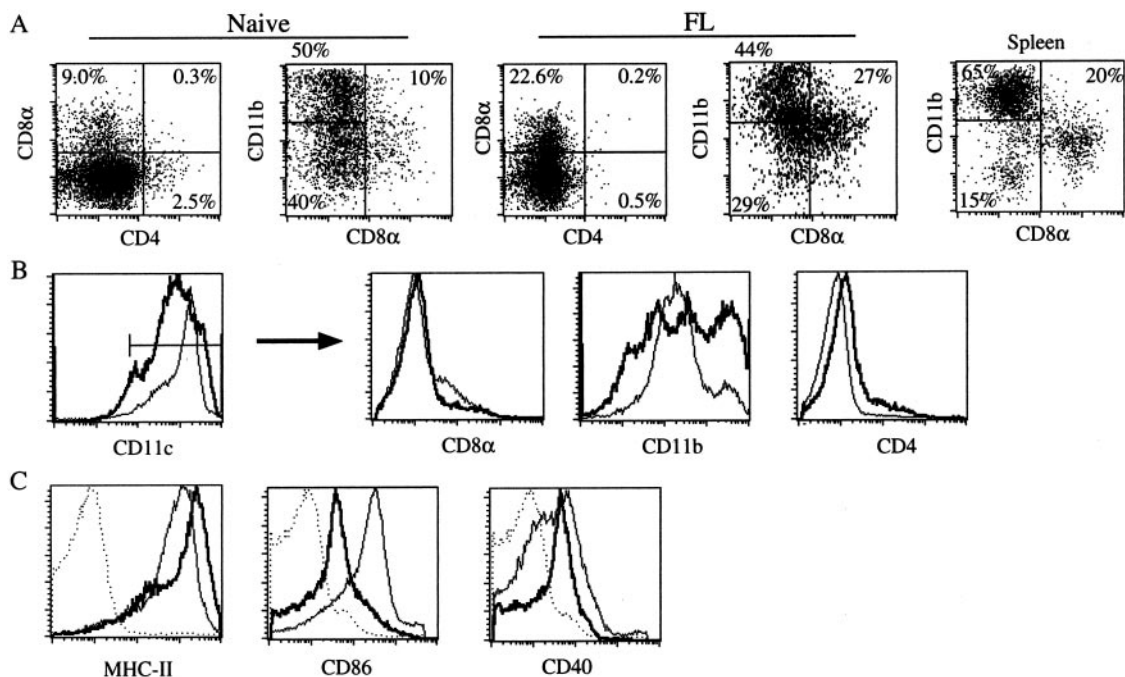 A
Naive
FL
Spleen
9.0%
0.3%
2.5%
CD8α
CD4
50%
10%
40%
CD11b
CD8α
22.6%
0.2%
0.5%
CD8α
CD4
44%
27%
29%
CD11b
CD8α
65%
20%
15%
CD11b
CD8α
B
CD11c
CD8α
CD11b
CD4
C
MHC-II
CD86
CD40